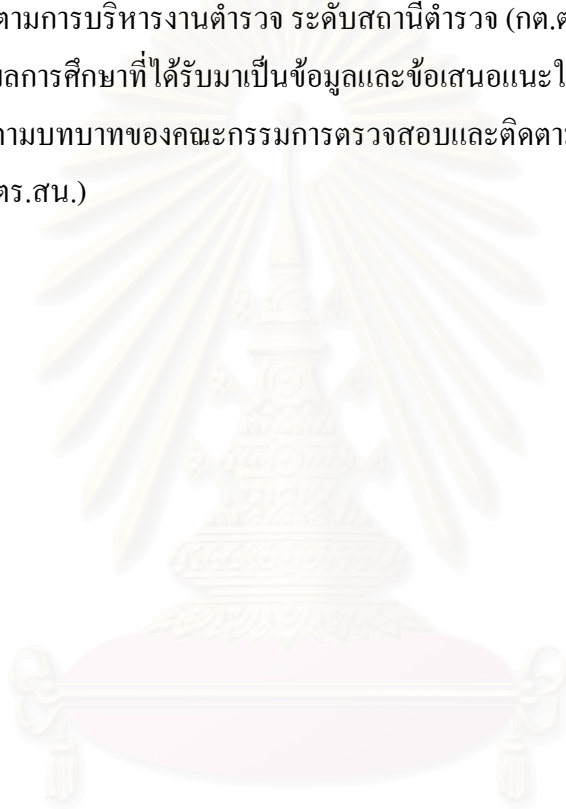 ตามการบริหารงานตำรวจ ระดับสถานีตำรวจ (กต.ต
ผลการศึกษาที่ได้รับมาเป็นข้อมูลและข้อเสนอแนะใ
ตามบทบาทของคณะกรรมการตรวจสอบและติดตา
ตร.สน.)